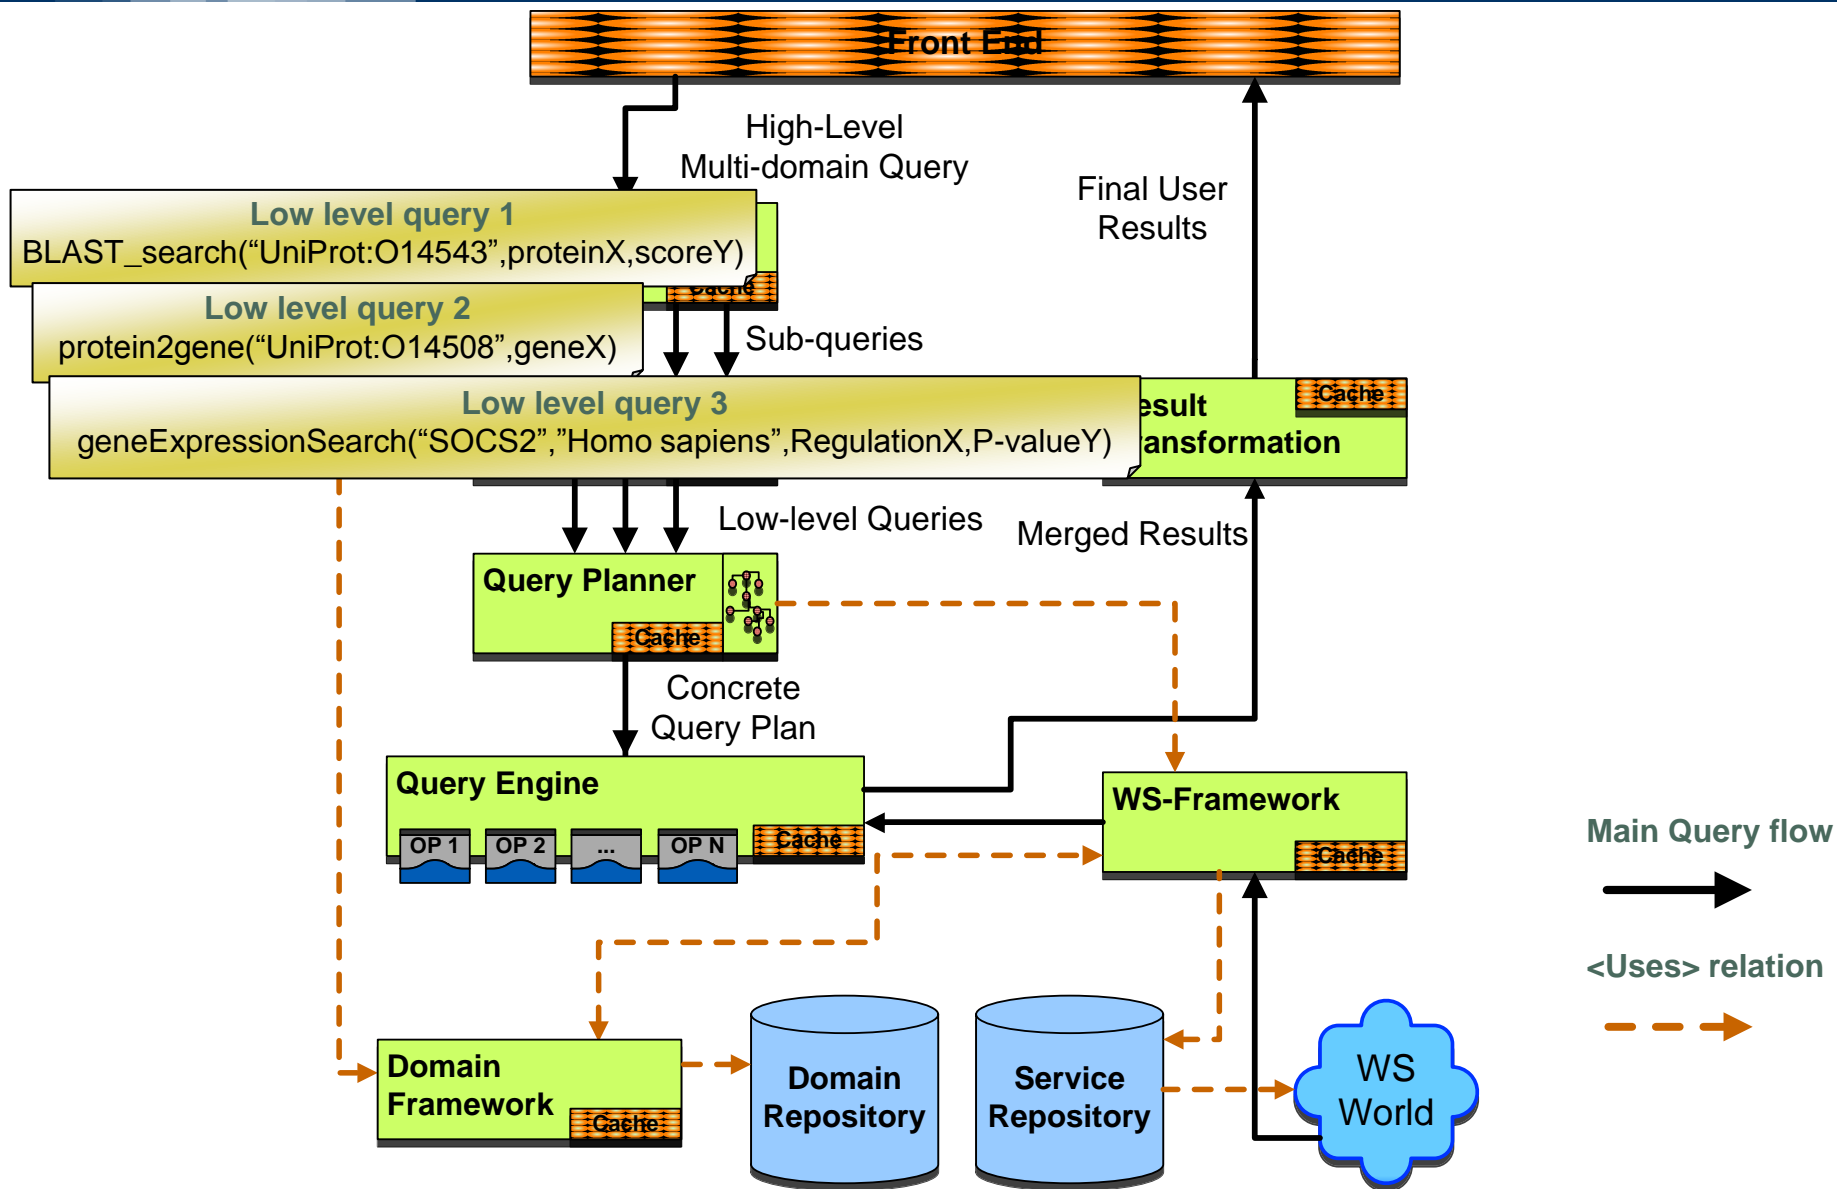 Front End
High-Level
Multi-domain Query
Final User
Results
Low level query 1
BLAST_search(“UniProt:O14543”,proteinX,scoreY)
Cache
Low level query 2
protein2gene(“UniProt:O14508”,geneX)
Sub-queries
Low level query 3
geneExpressionSearch(“SOCS2”,”Homo sapiens”,RegulationX,P-valueY)
Cache
esult
ansformation
Low-level Queries
Merged Results
Query Planner
Cache
Concrete
Query Plan
Query Engine
OP 1
OP 2
...
OP N
Cache
WS-Framework
Cache
Main Query flow
<Uses> relation
Domain
Framework
Cache
Domain
Repository
Service
Repository
WS
World